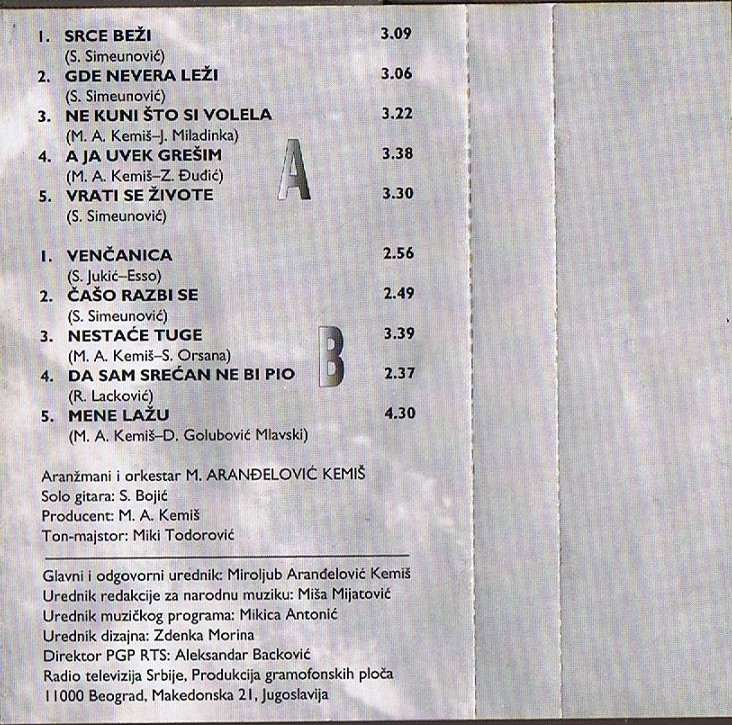 1. SRCE BEŽI 3.09
(S. Simeunović)
2. GDE NEVERA LEŽI 3.06
(S. Simeunović)
3. NE KUNI ŠTO SI VOLELA 3.22
(M. A. Kemiš–J. Miladinka)
4. A JA UVEK GREŠIM 3.38
(M. A. Kemiš–Z. Đuđić)
A
5. VRATI SE ŽIVOTE 3.30
(S. Simeunović)
1. VENČANICA 2.56
(S. Jukić–Esso)
2. ČAŠO RAZBI SE 2.49
(S. Simeunović)
3. NESTAĆE TUGE 3.39
(M. A. Kemiš–S. Orsana)
B
4. DA SAM SREĆAN NE BI PIO 2.37
(R. Lacković)
5. MENE LAŽU 4.30
(M. A. Kemiš–D. Golubović Mlavski)
Aranžmani i orkestar M. ARANĐELOVIĆ KEMIŠ
Solo gitara: S. Bojić
Producent: M. A. Kemiš
Ton-majstor: Miki Todorović
Glavni i odgovorni urednik: Miroljub Aranđelović Kemiš
Urednik redakcije za narodnu muziku: Miša Mijatović
Urednik muzičkog programa: Mikica Antonić
Urednik dizajna: Zdenka Morina
Direktor PGP RTS: Aleksandar Backović
Radio televizija Srbije, Produkcija gramofonskih ploča
11000 Beograd, Makedonska 21, Jugoslavija